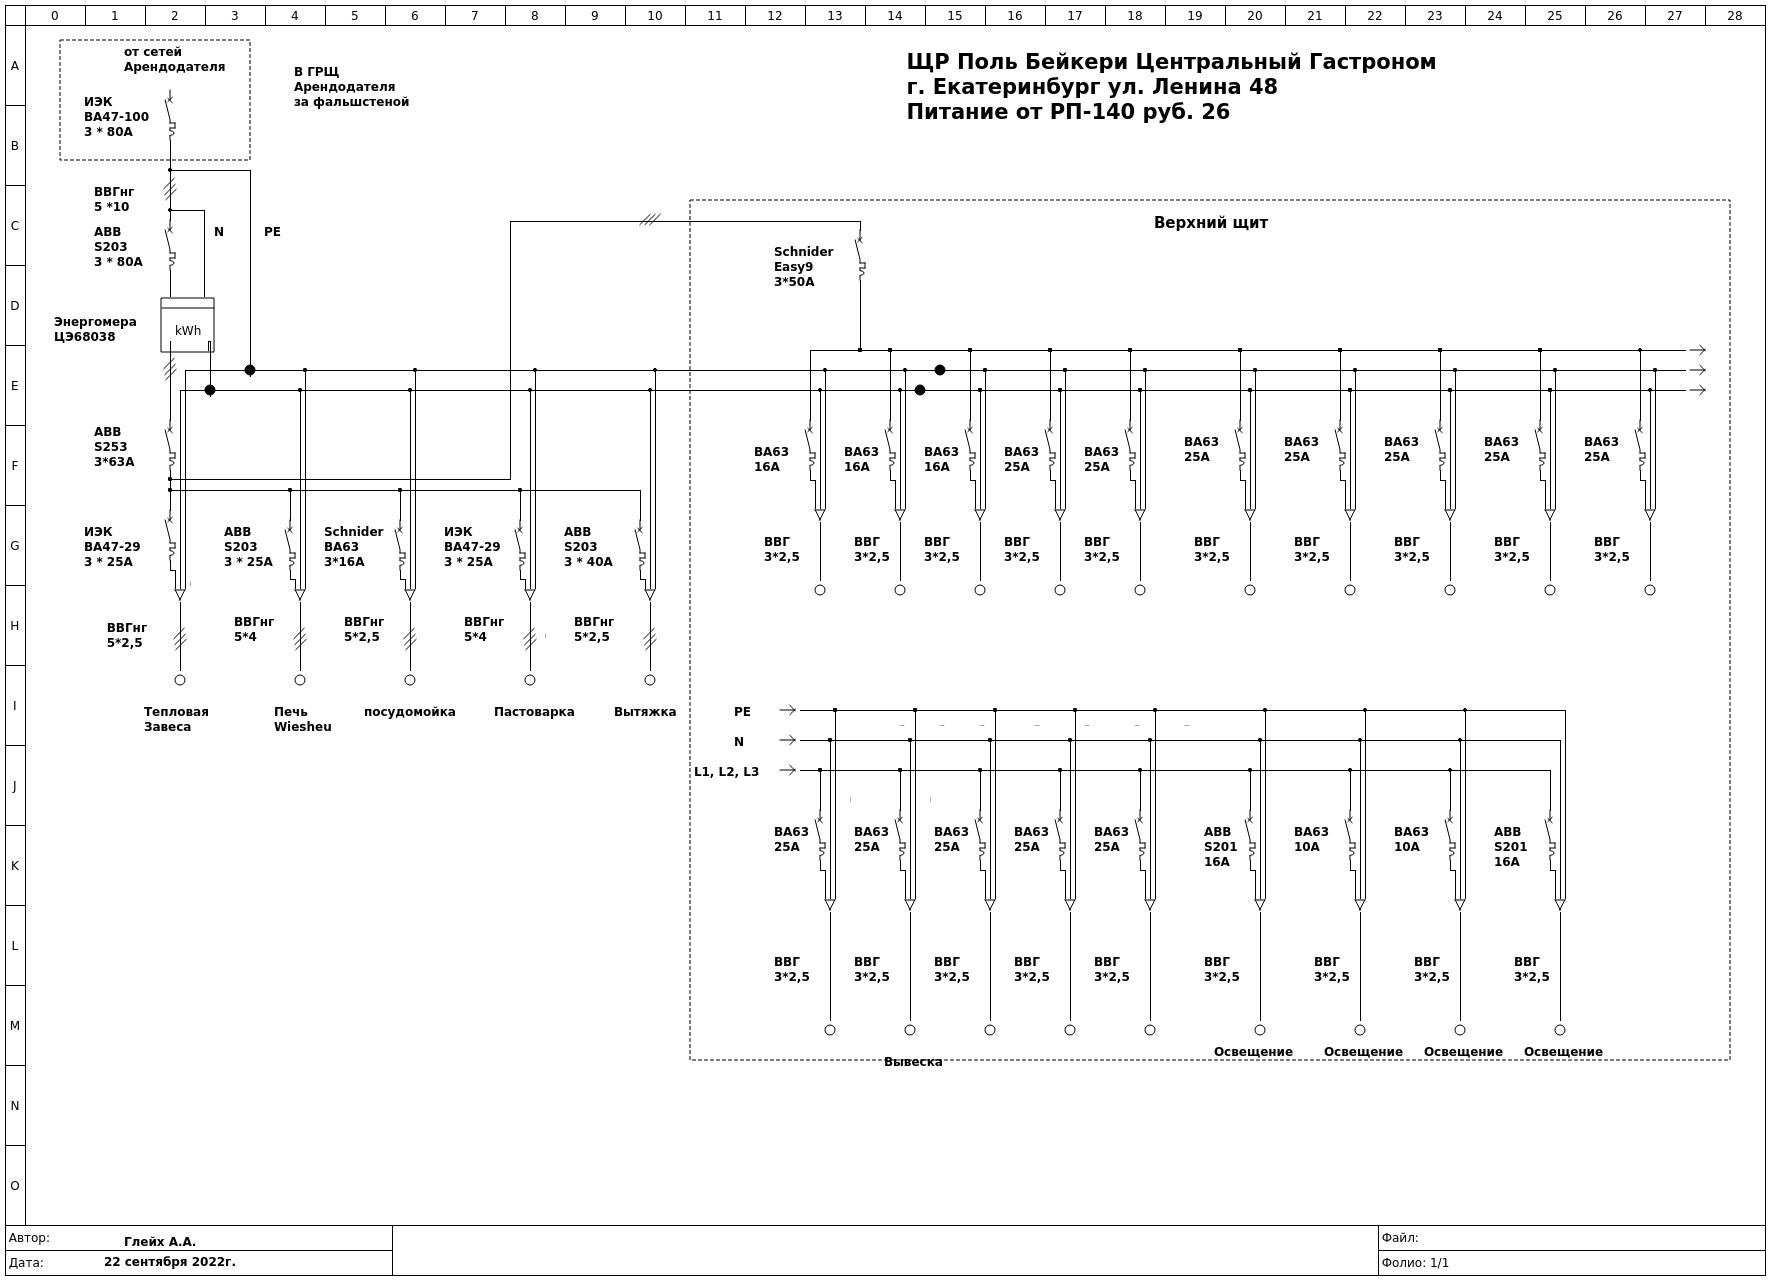 0 1 2 3 4 5 6 7 8 9 10 11 12 13 14 15 16 17 18 19 20 21 22 23 24 25 26 27 28
A
B
C
D
E
F
G
H
I
J
K
L
M
N
O
ЩР Поль Бейкери Центральный Гастроном
г. Екатеринбург ул. Ленина 48
Питание от РП-140 руб. 26
от сетей
Арендодателя
В ГРЩ
Арендодателя
за фальшстеной
ИЭК
ВА47-100
3 * 80А
ВВГнг
5 *10
ABB
S203
3 * 80А
N
PE
Энергомера
ЦЭ68038
kWh
ABB
S253
3*63А
ИЭК
ВА47-29
3 * 25А
ABB
S203
3 * 25А
Schnider
ВА63
3*16А
ИЭК
ВА47-29
3 * 25А
ABB
S203
3 * 40А
ВВГнг
5*2,5
ВВГнг
5*4
ВВГнг
5*2,5
ВВГнг
5*4
ВВГнг
5*2,5
Тепловая
Завеса
Печь
Wiesheu
посудомойка
Пастоварка
Вытяжка
Верхний щит
Schnider
Easy9
3*50А
ВА63
16А
ВА63
16А
ВА63
16А
ВА63
25А
ВА63
25А
ВА63
25А
ВА63
25А
ВА63
25А
ВА63
25А
ВА63
25А
ВВГ
3*2,5
ВВГ
3*2,5
ВВГ
3*2,5
ВВГ
3*2,5
ВВГ
3*2,5
ВВГ
3*2,5
ВВГ
3*2,5
ВВГ
3*2,5
ВВГ
3*2,5
ВВГ
3*2,5
PE
N
L1, L2, L3
ВА63
25А
ВА63
25А
ВА63
25А
ВА63
25А
ВА63
25А
ABB
S201
16А
ВА63
10А
ВА63
10А
ABB
S201
16А
ВВГ
3*2,5
ВВГ
3*2,5
ВВГ
3*2,5
ВВГ
3*2,5
ВВГ
3*2,5
ВВГ
3*2,5
ВВГ
3*2,5
ВВГ
3*2,5
ВВГ
3*2,5
Вывеска
Освещение
Освещение
Освещение
Освещение
Автор: Глейх А.А.
Дата: 22 сентября 2022г.
Файл:
Фолио: 1/1